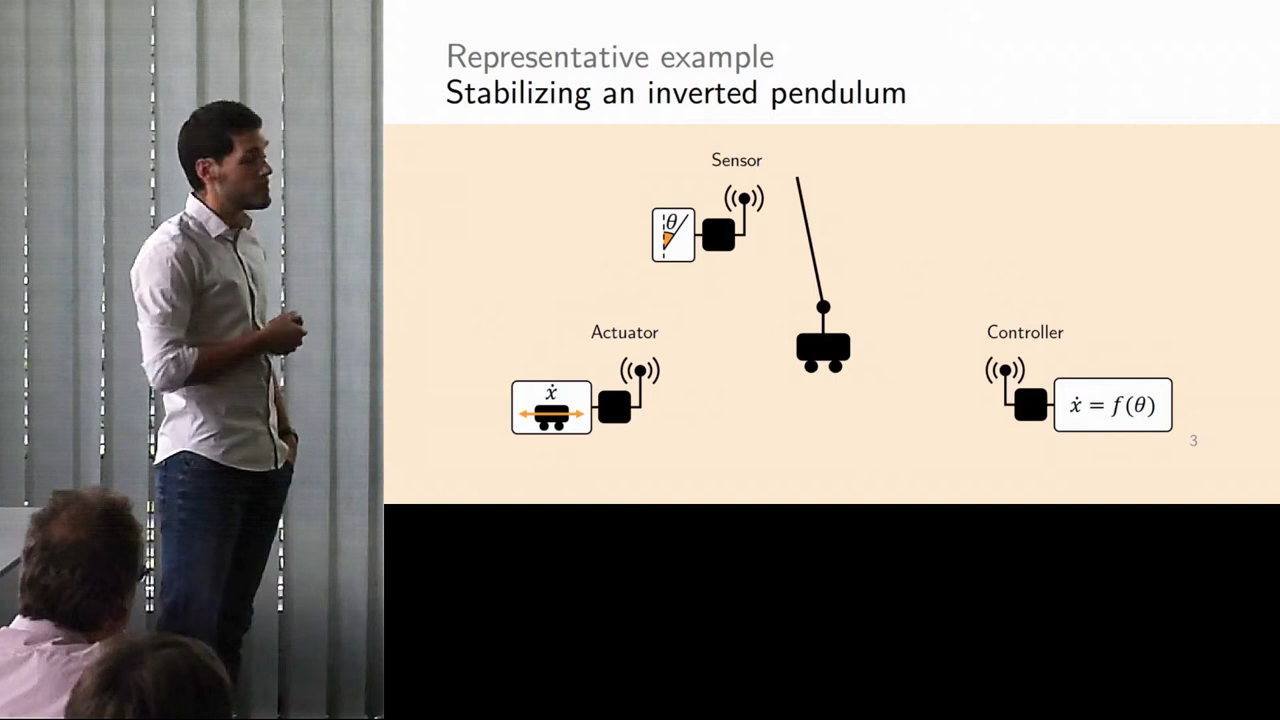 Representative example
Stabilizing an inverted pendulum
Sensor
θ
Actuator
ẋ
Controller
ẋ = f(θ)
3